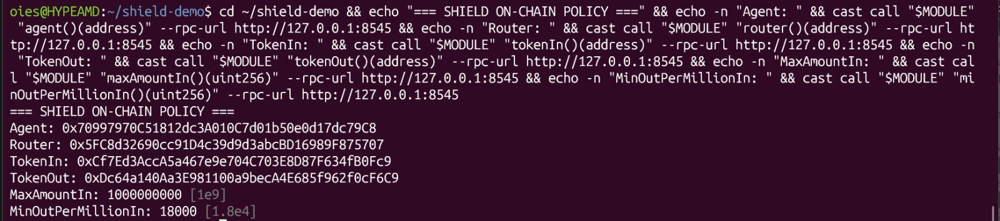 oies@HYPEAMD:~/shield-demo$ cd ~/shield-demo && echo "=== SHIELD ON-CHAIN POLICY ===" && echo -n "Agent: " && cast call "$MODULE"
"agent()(address)" --rpc-url http://127.0.0.1:8545 && echo -n "Router: " && cast call "$MODULE" "router()(address)" --rpc-url ht
tp://127.0.0.1:8545 && echo -n "TokenIn: " && cast call "$MODULE" "tokenIn()(address)" --rpc-url http://127.0.0.1:8545 && echo -n
"TokenOut: " && cast call "$MODULE" "tokenOut()(address)" --rpc-url http://127.0.0.1:8545 && echo -n "MaxAmountIn: " && cast cal
l "$MODULE" "maxAmountIn()(uint256)" --rpc-url http://127.0.0.1:8545 && echo -n "MinOutPerMillionIn: " && cast call "$MODULE" "mi
nOutPerMillionIn()(uint256)" --rpc-url http://127.0.0.1:8545
=== SHIELD ON-CHAIN POLICY ===
Agent: 0x70997970C51812dc3A010C7d01b50e0d17dc79C8
Router: 0x5FC8d32690cc91D4c39d9d3abcBD16989F875707
TokenIn: 0xCf7Ed3AccA5a467e9e704C703E8D87F634fB0Fc9
TokenOut: 0xDc64a140Aa3E981100a9becA4E685f962f0cF6C9
MaxAmountIn: 1000000000 [1e9]
MinOutPerMillionIn: 18000 [1.8e4]